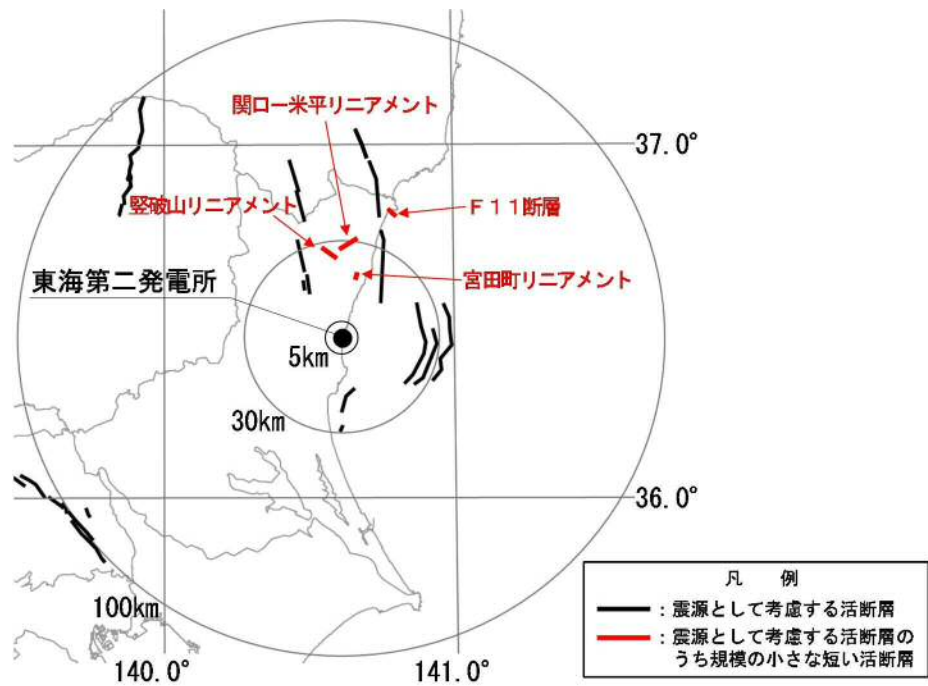 関口ー米平リニアメント
37.0°
竪破山リニアメント
Ｆ１１断層
東海第二発電所
宮田町リニアメント
5km
30km
36.0°
100km
140.0°
141.0°
凡　例
：震源として考慮する活断層
：震源として考慮する活断層の
うち規模の小さな短い活断層